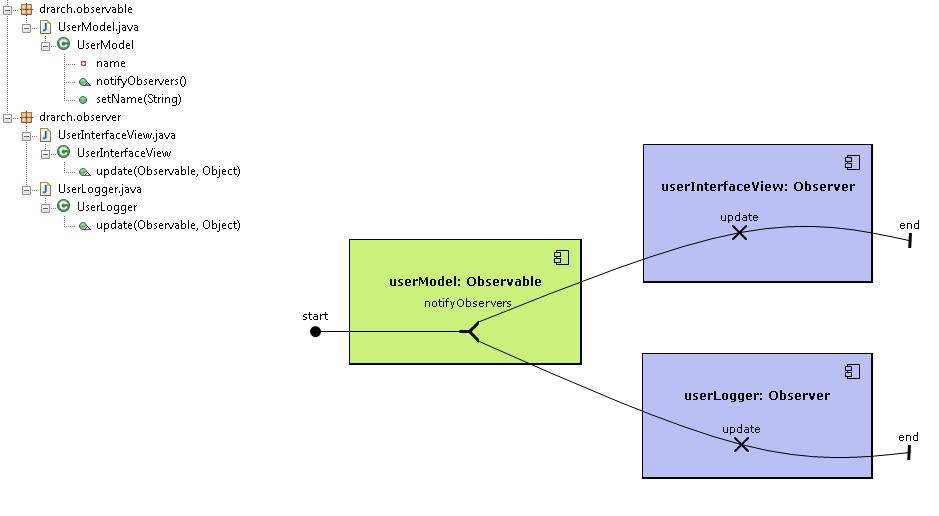 drarch.observable
UserModel.java
UserModel
name
notifyObservers()
setName(String)
drarch.observer
UserInterfaceView.java
UserInterfaceView
update(Observable, Object)
UserLogger.java
UserLogger
update(Observable, Object)
userInterfaceView: Observer
update
end
userModel: Observable
notifyObservers
start
userLogger: Observer
update
end